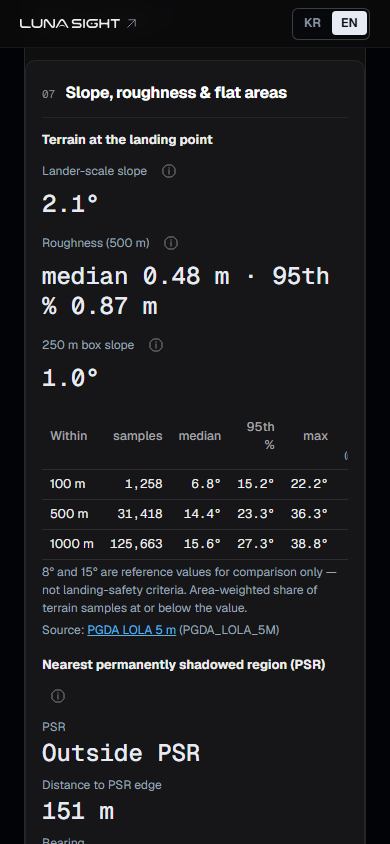 LUNA SIGHT ↗
KR EN
07 Slope, roughness & flat areas
Terrain at the landing point
Lander-scale slope ⓘ
2.1°
Roughness (500 m) ⓘ
median 0.48 m · 95th
% 0.87 m
250 m box slope ⓘ
1.0°
Within samples median 95th % max
100 m 1,258 6.8° 15.2° 22.2°
500 m 31,418 14.4° 23.3° 36.3°
1000 m 125,663 15.6° 27.3° 38.8°
8° and 15° are reference values for comparison only —
not landing-safety criteria. Area-weighted share of
terrain samples at or below the value.
Source: PGDA LOLA 5 m (PGDA_LOLA_5M)
Nearest permanently shadowed region (PSR)
ⓘ
PSR
Outside PSR
Distance to PSR edge
151 m
Bearing